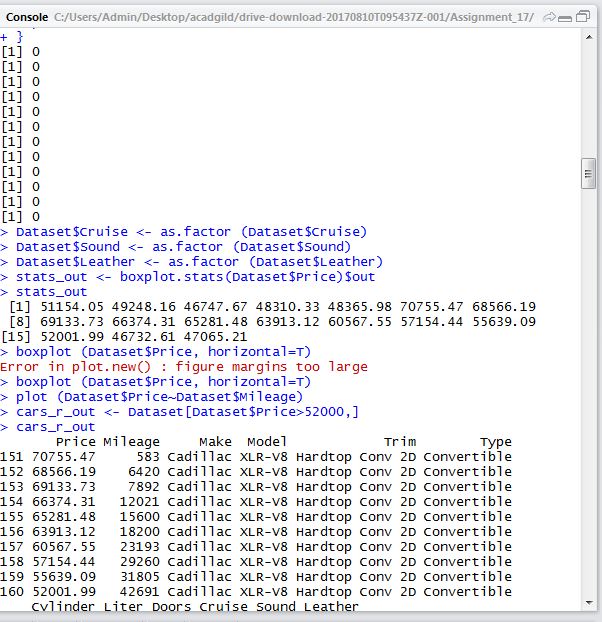 Console C:/Users/Admin/Desktop/acadgild/drive-download-20170810T095437Z-001/Assignment_17/
+ }
[1] 0
[1] 0
[1] 0
[1] 0
[1] 0
[1] 0
[1] 0
[1] 0
[1] 0
[1] 0
[1] 0
[1] 0
> Dataset$Cruise <- as.factor (Dataset$Cruise)
> Dataset$Sound <- as.factor (Dataset$Sound)
> Dataset$Leather <- as.factor (Dataset$Leather)
> stats_out <- boxplot.stats(Dataset$Price)$out
> stats_out
[1] 51154.05 49248.16 46747.67 48310.33 48365.98 70755.47 68566.19
[8] 69133.73 66374.31 65281.48 63913.12 60567.55 57154.44 55639.09
[15] 52001.99 46732.61 47065.21
> boxplot (Dataset$Price, horizontal=T)
Error in plot.new() : figure margins too large
> boxplot (Dataset$Price, horizontal=T)
> plot (Dataset$Price~Dataset$Mileage)
> cars_r_out <- Dataset[Dataset$Price>52000,]
> cars_r_out
Price Mileage Make Model Trim Type
151 70755.47 583 Cadillac XLR-V8 Hardtop Conv 2D Convertible
152 68566.19 6420 Cadillac XLR-V8 Hardtop Conv 2D Convertible
153 69133.73 7892 Cadillac XLR-V8 Hardtop Conv 2D Convertible
154 66374.31 12021 Cadillac XLR-V8 Hardtop Conv 2D Convertible
155 65281.48 15600 Cadillac XLR-V8 Hardtop Conv 2D Convertible
156 63913.12 18200 Cadillac XLR-V8 Hardtop Conv 2D Convertible
157 60567.55 23193 Cadillac XLR-V8 Hardtop Conv 2D Convertible
158 57154.44 29260 Cadillac XLR-V8 Hardtop Conv 2D Convertible
159 55639.09 31805 Cadillac XLR-V8 Hardtop Conv 2D Convertible
160 52001.99 42691 Cadillac XLR-V8 Hardtop Conv 2D Convertible
Cylinder Liter Doors Cruise Sound Leather